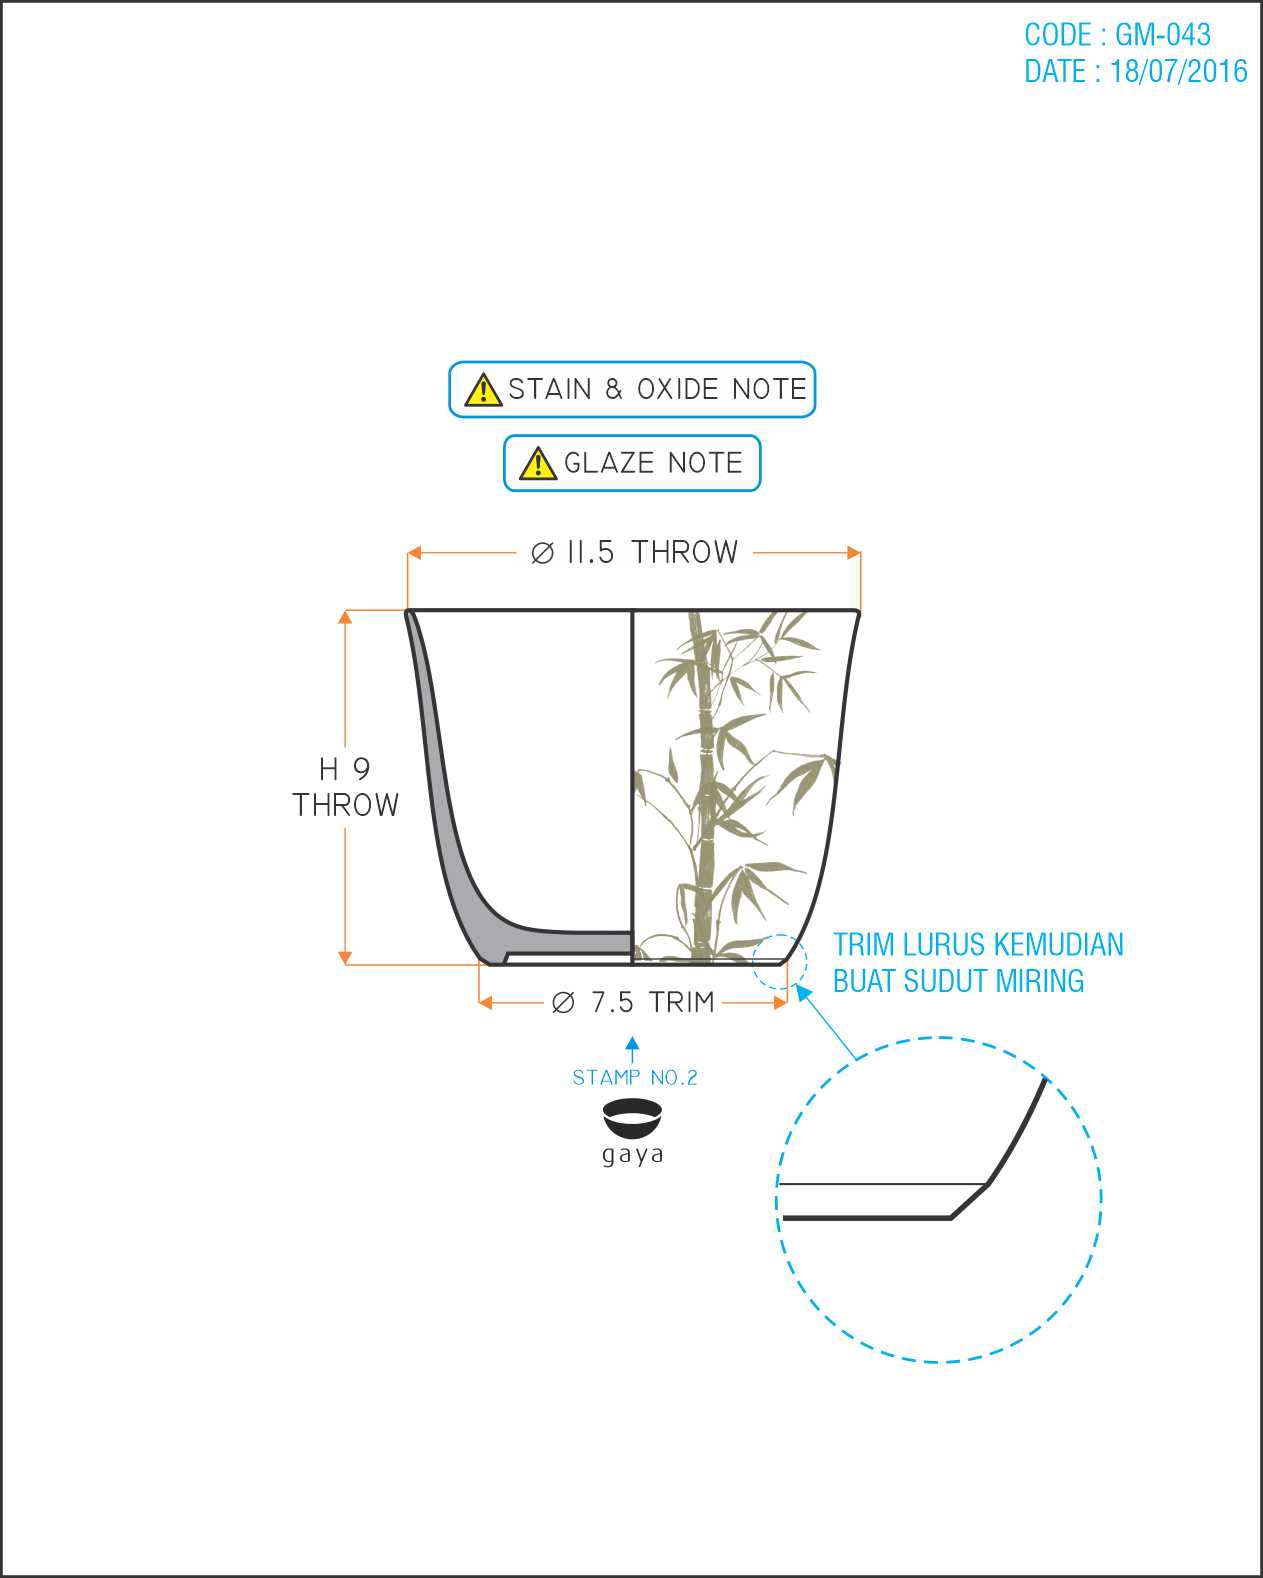 CODE : GM-043
DATE : 18/07/2016
STAIN & OXIDE NOTE
GLAZE NOTE
Ø 11.5 THROW
H 9
THROW
TRIM LURUS KEMUDIAN
BUAT SUDUT MIRING
Ø 7.5 TRIM
STAMP NO.2
gaya